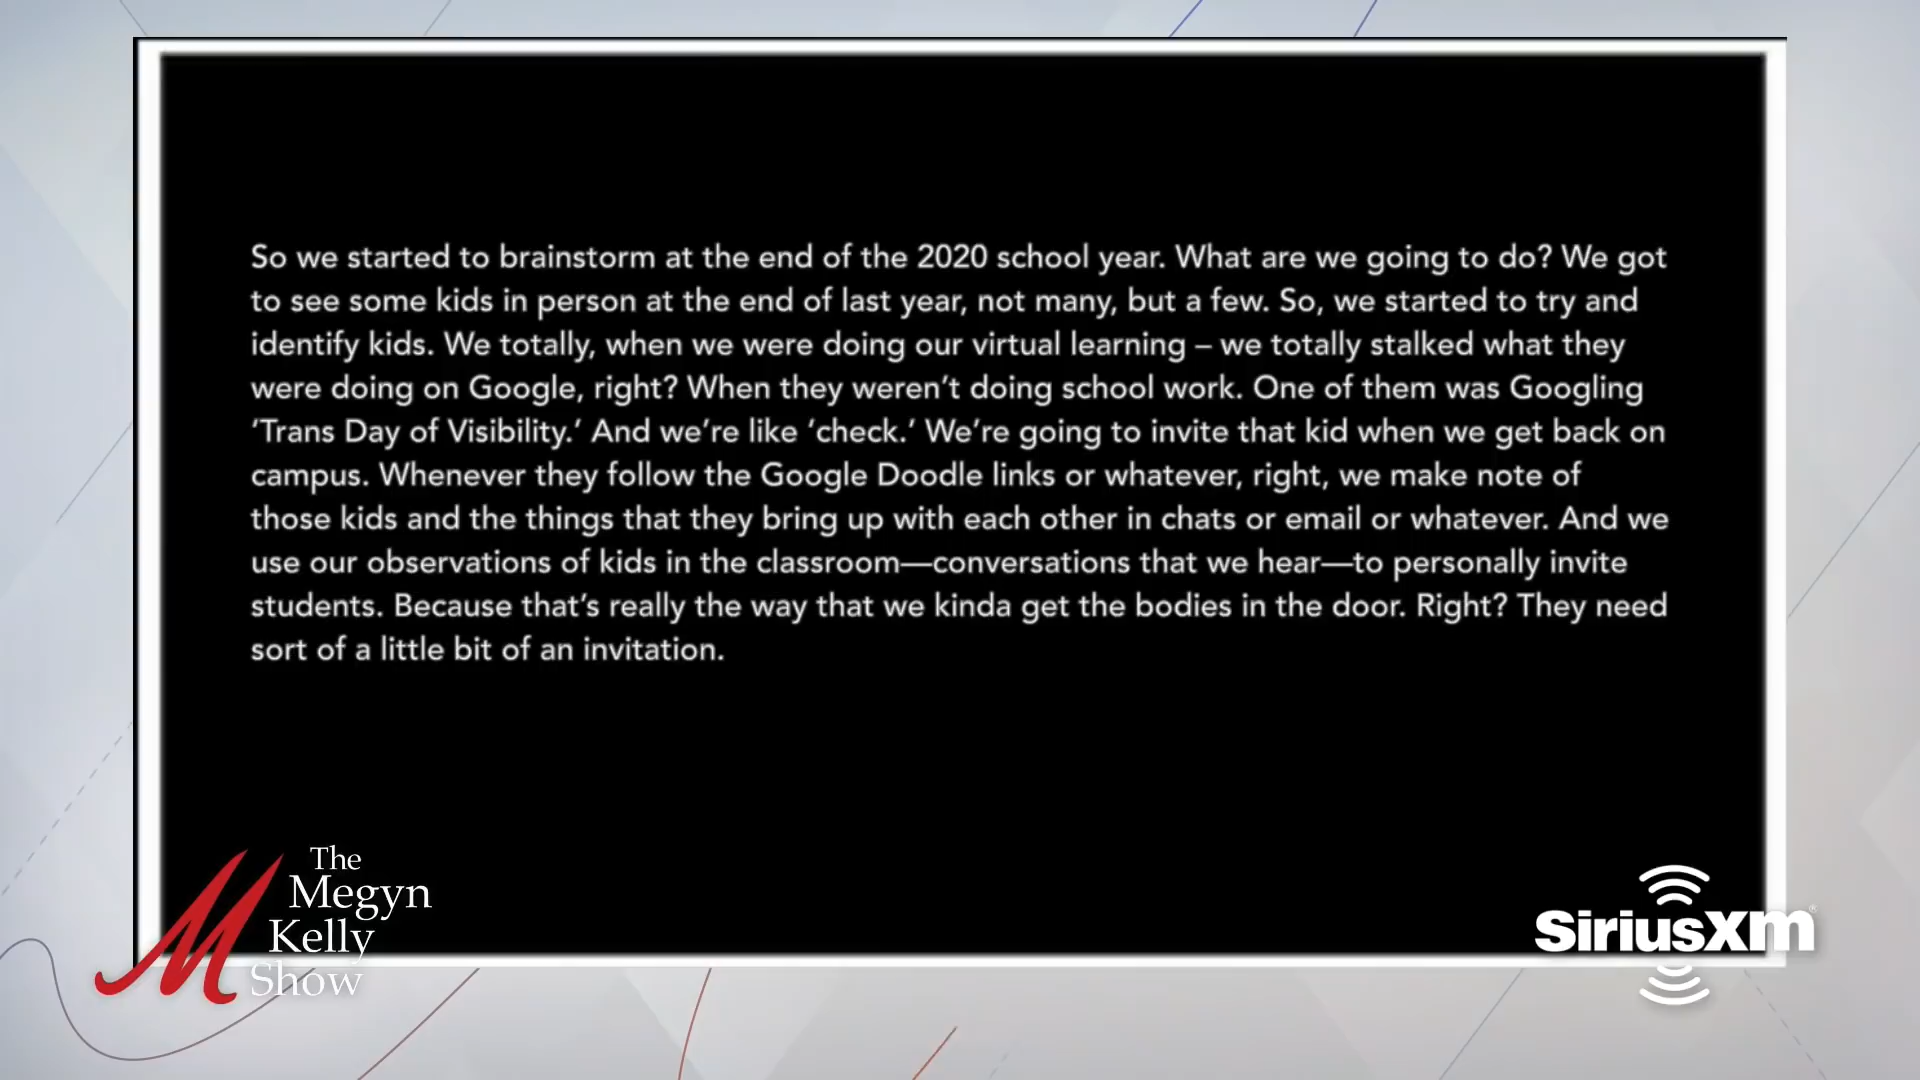 So we started to brainstorm at the end of the 2020 school year. What are we going to do? We got
to see some kids in person at the end of last year, not many, but a few. So, we started to try and
identify kids. We totally, when we were doing our virtual learning – we totally stalked what they
were doing on Google, right? When they weren’t doing school work. One of them was Googling
‘Trans Day of Visibility.’ And we’re like ‘check.’ We’re going to invite that kid when we get back on
campus. Whenever they follow the Google Doodle links or whatever, right, we make note of
those kids and the things that they bring up with each other in chats or email or whatever. And we
use our observations of kids in the classroom—conversations that we hear—to personally invite
students. Because that’s really the way that we kinda get the bodies in the door. Right? They need
sort of a little bit of an invitation.
The
Megyn
Kelly
Show
SiriusXm®